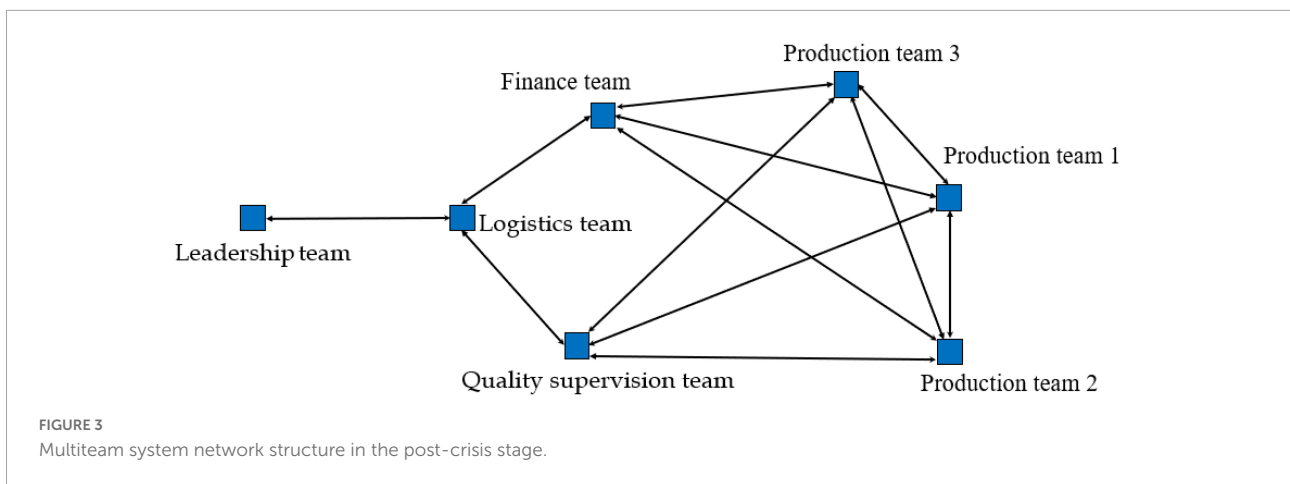 Production team 3
Finance team
Production team 1
Logistics team
Leadership team
Quality supervision team
Production team 2
FIGURE 3
Multiteam system network structure in the post-crisis stage.